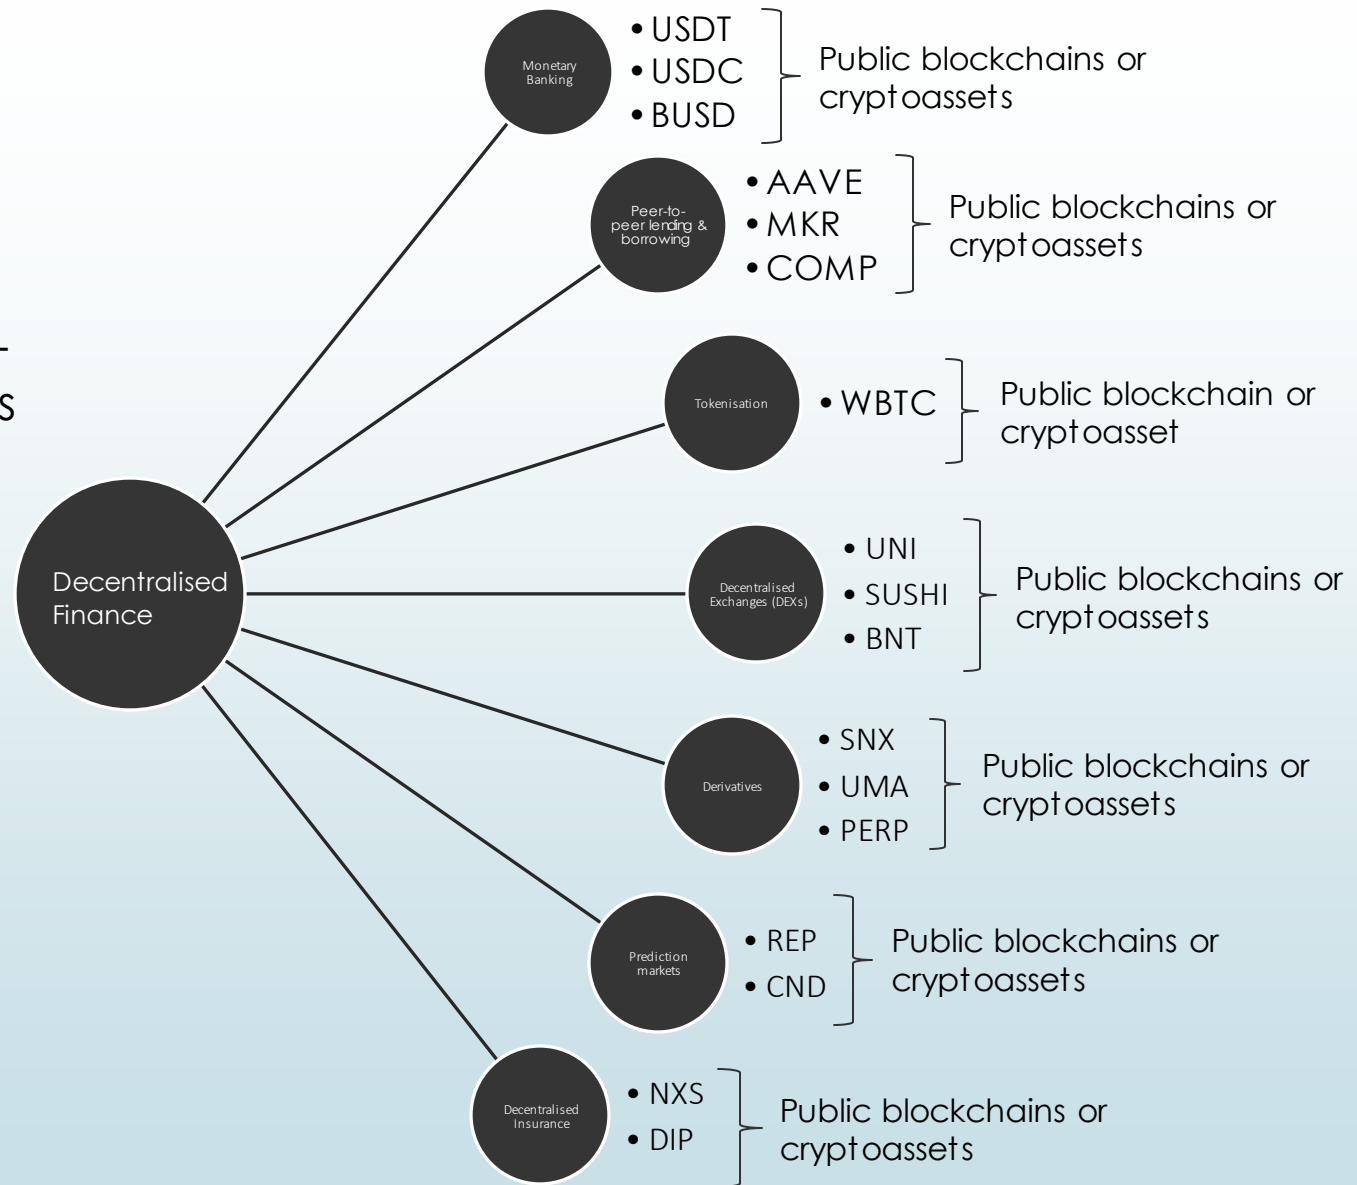 • USDT
• USDC
• BUSD
Monetary
Banking
Public blockchains or
cryptoassets
• AAVE
• MKR
• COMP
Peer-to-
peer lending &
borrowing
Public blockchains or
cryptoassets
s
Tokenisation
• WBTC
Public blockchain or
cryptoasset
Decentralised
Finance
Decentralised
Exchanges (DEXs)
• UNI
• SUSHI
• BNT
Public blockchains or
cryptoassets
Derivatives
• SNX
• UMA
• PERP
Public blockchains or
cryptoassets
Prediction
markets
• REP
• CND
Public blockchains or
cryptoassets
Decentralised
Insurance
• NXS
• DIP
Public blockchains or
cryptoassets